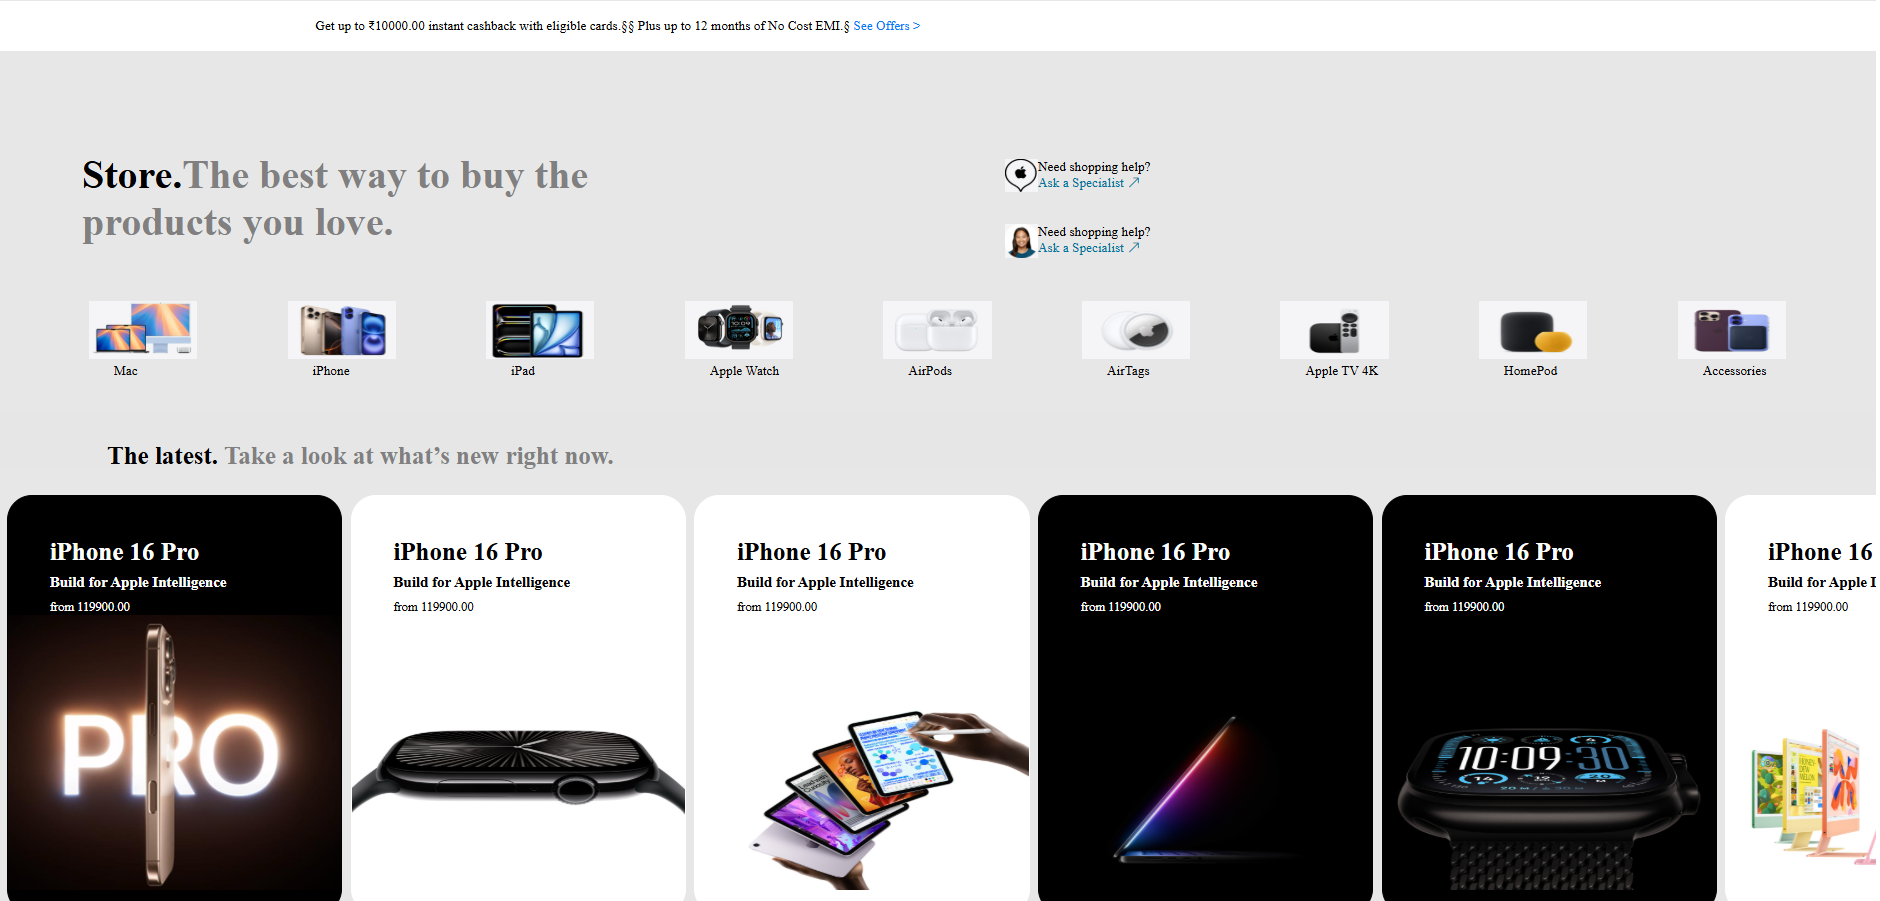 Get up to ₹10000.00 instant cashback with eligible cards.§§ Plus up to 12 months of No Cost EMI.§ See Offers >
Store.The best way to buy the
products you love.
Need shopping help?
Ask a Specialist ↗
Need shopping help?
Ask a Specialist ↗
Mac
iPhone
iPad
Apple Watch
AirPods
AirTags
Apple TV 4K
HomePod
Accessories
The latest. Take a look at what’s new right now.
iPhone 16 Pro
Build for Apple Intelligence
from 119900.00
PRO
iPhone 16 Pro
Build for Apple Intelligence
from 119900.00
iPhone 16 Pro
Build for Apple Intelligence
from 119900.00
iPhone 16 Pro
Build for Apple Intelligence
from 119900.00
iPhone 16 Pro
Build for Apple Intelligence
from 119900.00
10:09:30
iPhone 16
Build for Apple I
from 119900.00